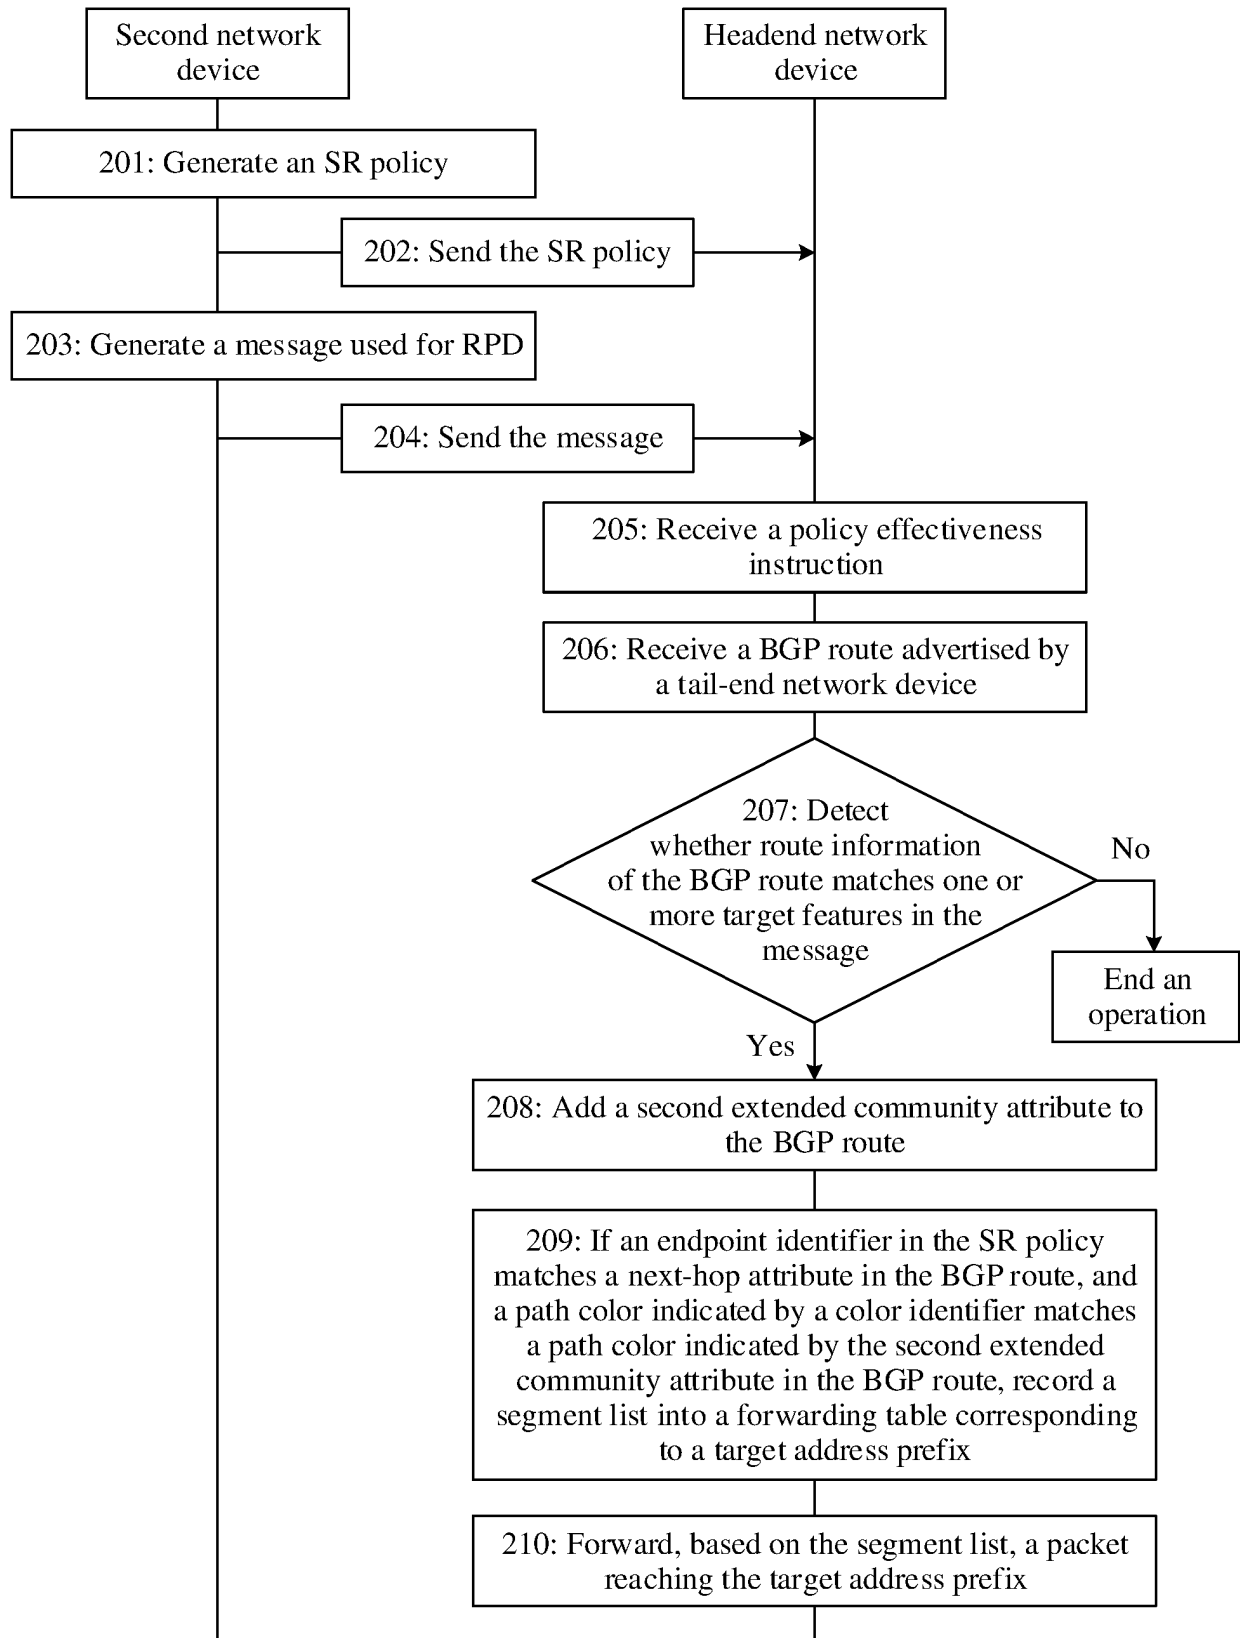 Second network
device
Headend network
device
201: Generate an SR policy
202: Send the SR policy
203: Generate a message used for RPD
204: Send the message
205: Receive a policy effectiveness
instruction
206: Receive a BGP route advertised by
a tail-end network device
207: Detect
whether route information
of the BGP route matches one or
more target features in the
message
No
End an
operation
Yes
208: Add a second extended community attribute to
the BGP route
209: If an endpoint identifier in the SR policy
matches a next-hop attribute in the BGP route, and
a path color indicated by a color identifier matches
a path color indicated by the second extended
community attribute in the BGP route, record a
segment list into a forwarding table corresponding
to a target address prefix
210: Forward, based on the segment list, a packet
reaching the target address prefix